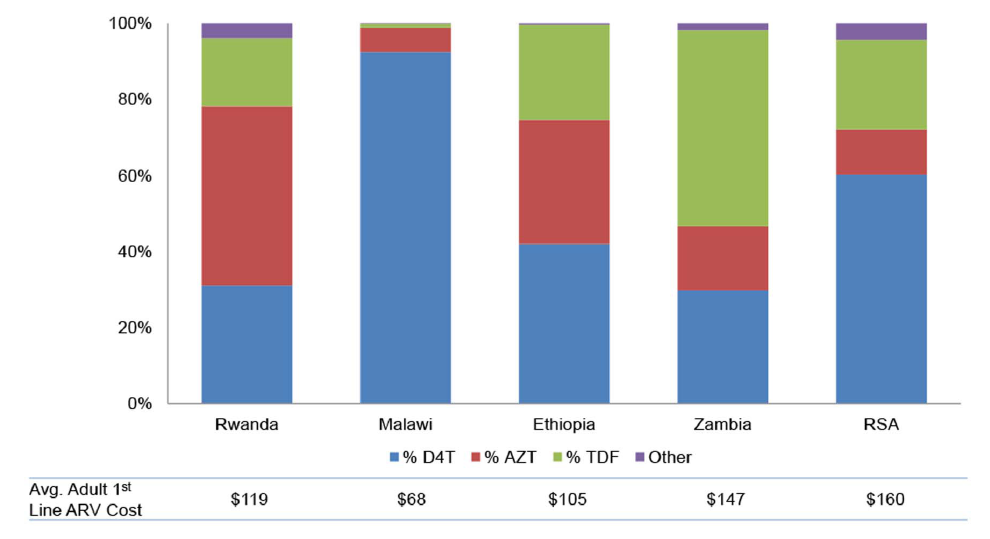 100%
80%
60%
40%
20%
0%
Rwanda Malawi Ethiopia Zambia RSA
% D4T % AZT % TDF Other
Avg. Adult 1st
Line ARV Cost
$119 $68 $105 $147 $160